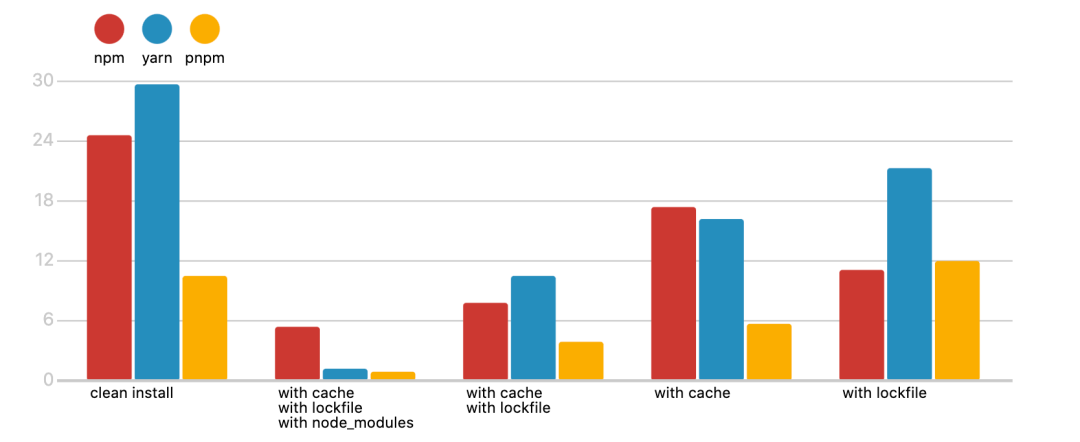 npm yarn pnpm
30
24
18
12
6
0
clean install
with cache
with lockfile
with node_modules
with cache
with lockfile
with cache
with lockfile